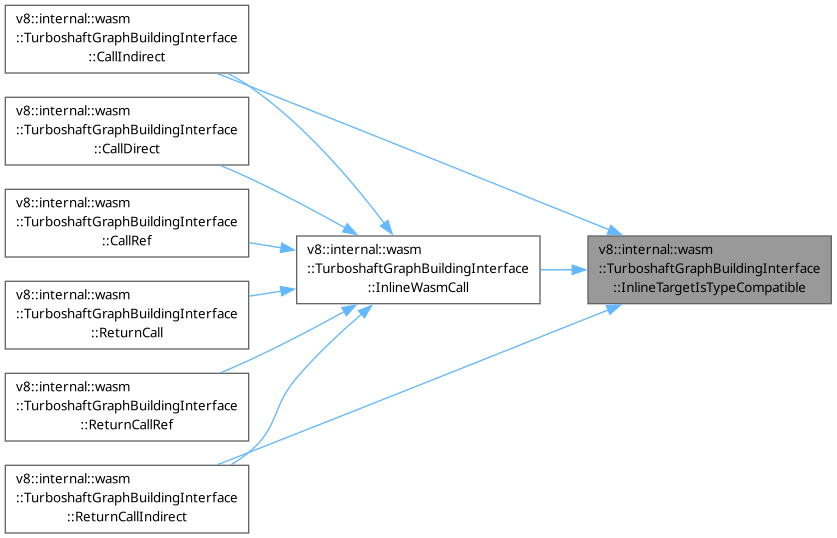 v8::internal::wasm
::TurboshaftGraphBuildingInterface
::CallIndirect
v8::internal::wasm
::TurboshaftGraphBuildingInterface
::CallDirect
v8::internal::wasm
::TurboshaftGraphBuildingInterface
::CallRef
v8::internal::wasm
::TurboshaftGraphBuildingInterface
::ReturnCall
v8::internal::wasm
::TurboshaftGraphBuildingInterface
::ReturnCallRef
v8::internal::wasm
::TurboshaftGraphBuildingInterface
::ReturnCallIndirect
v8::internal::wasm
::TurboshaftGraphBuildingInterface
::InlineWasmCall
v8::internal::wasm
::TurboshaftGraphBuildingInterface
::InlineTargetIsTypeCompatible